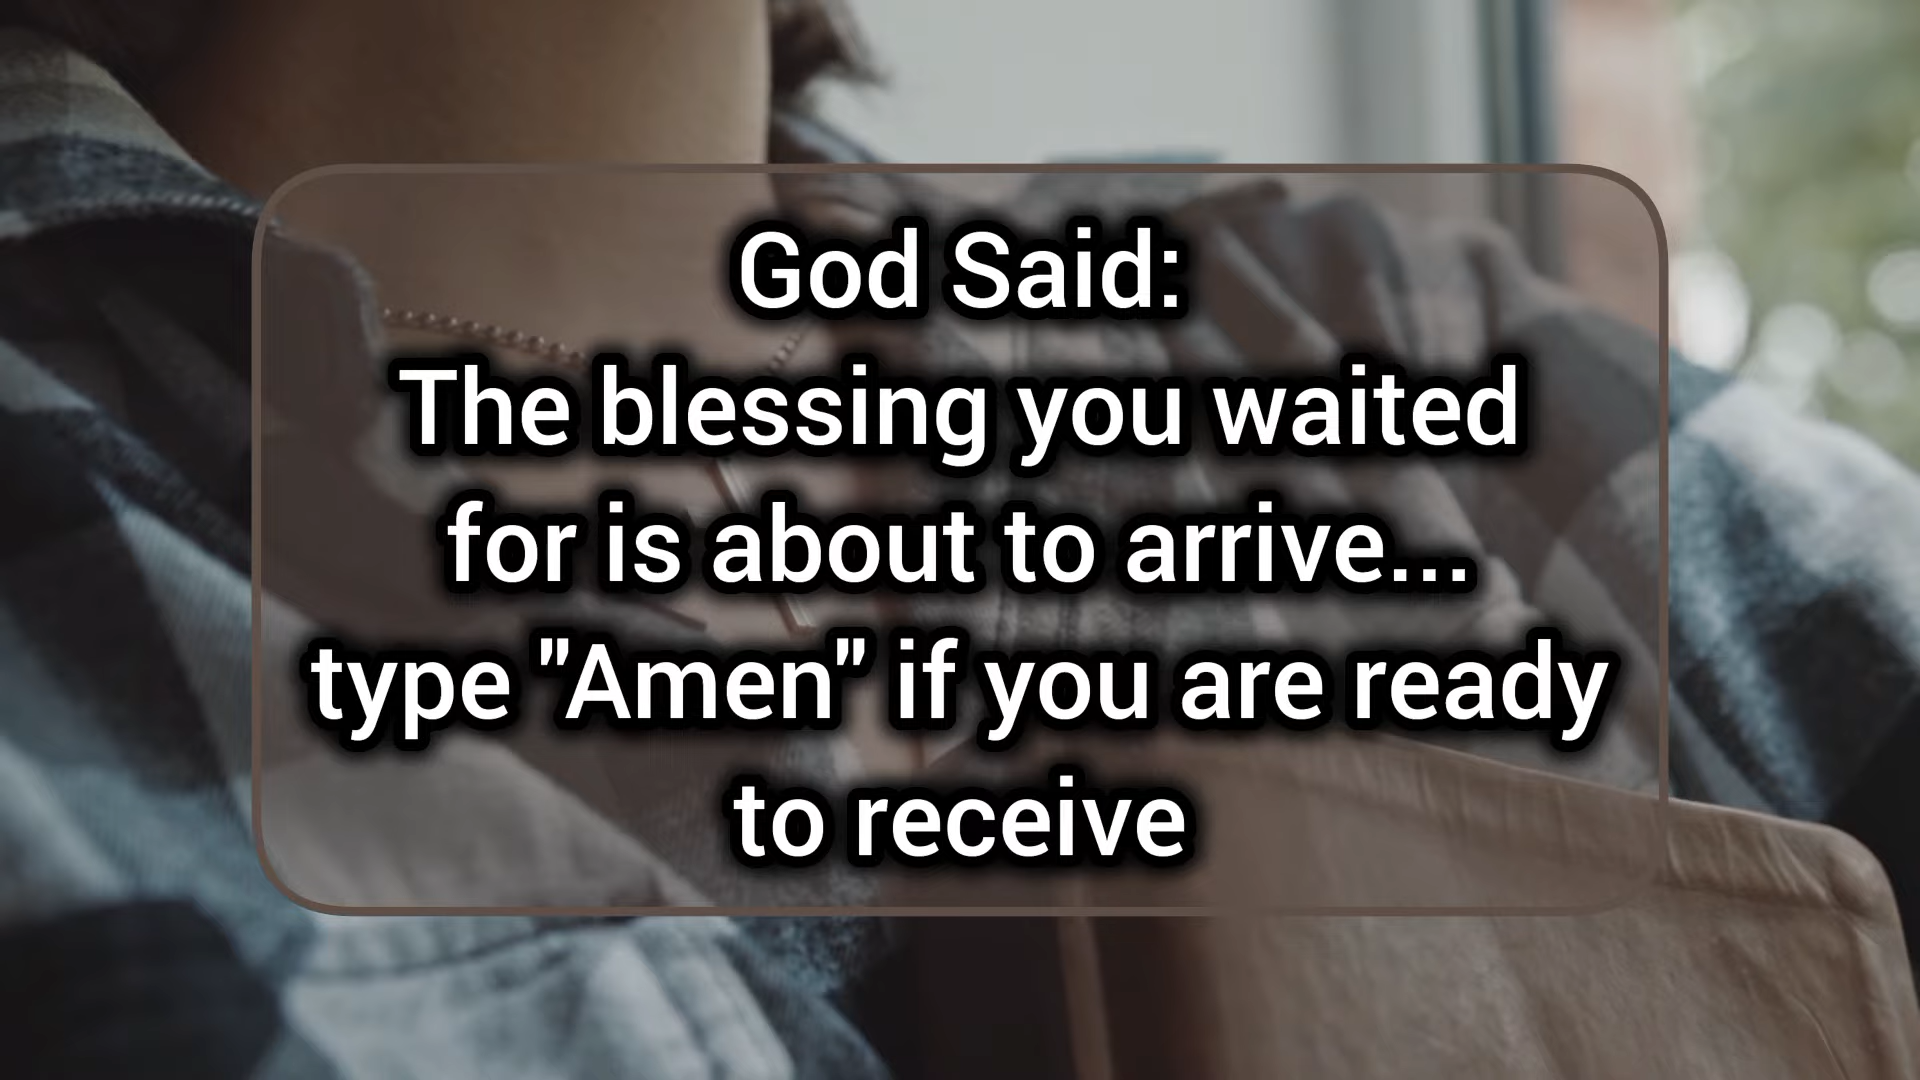 God Said:
The blessing you waited
for is about to arrive...
type "Amen" if you are ready
to receive